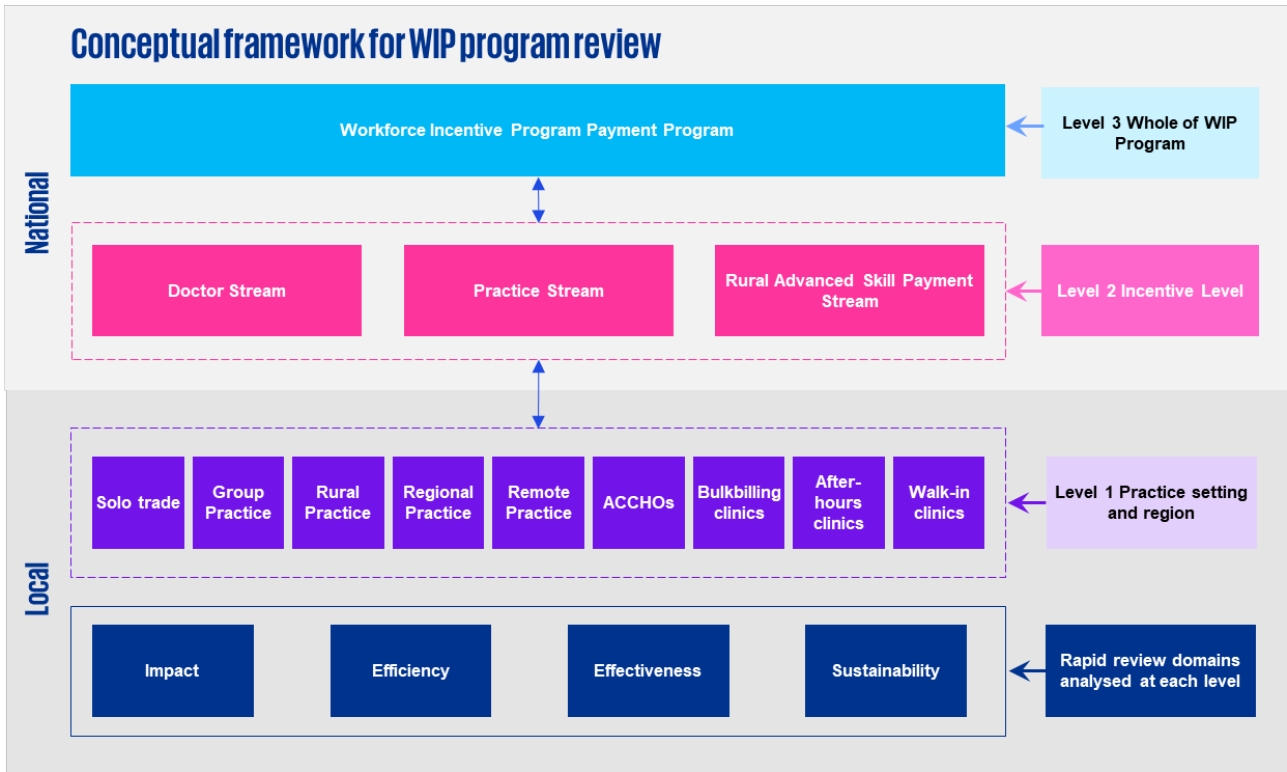 Conceptual framework for WIP program review
National
Workforce Incentive Program Payment Program
Level 3 Whole of WIP
Program
Doctor Stream
Practice Stream
Rural Advanced Skill Payment
Stream
Level 2 Incentive Level
Local
Solo trade
Group
Practice
Rural
Practice
Regional
Practice
Remote
Practice
ACCHOs
Bulkbilling
clinics
After-
hours
clinics
Walk-in
clinics
Level 1 Practice setting
and region
Impact
Efficiency
Effectiveness
Sustainability
Rapid review domains
analysed at each level